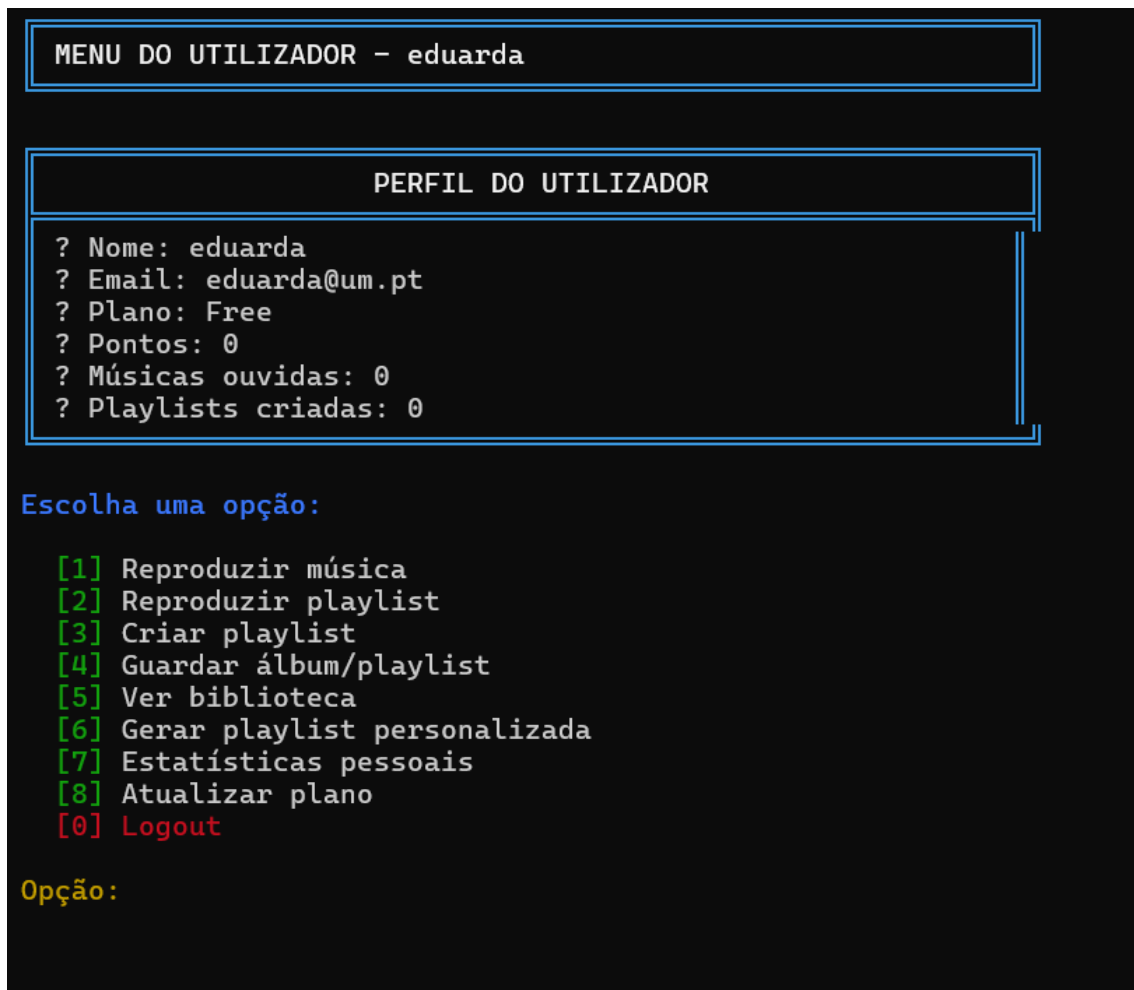 MENU DO UTILIZADOR - eduarda
PERFIL DO UTILIZADOR
? Nome: eduarda
? Email: eduarda@um.pt
? Plano: Free
? Pontos: 0
? Músicas ouvidas: 0
? Playlists criadas: 0
Escolha uma opção:
[1] Reproduzir música
[2] Reproduzir playlist
[3] Criar playlist
[4] Guardar álbum/playlist
[5] Ver biblioteca
[6] Gerar playlist personalizada
[7] Estatísticas pessoais
[8] Atualizar plano
[0] Logout
Opção: